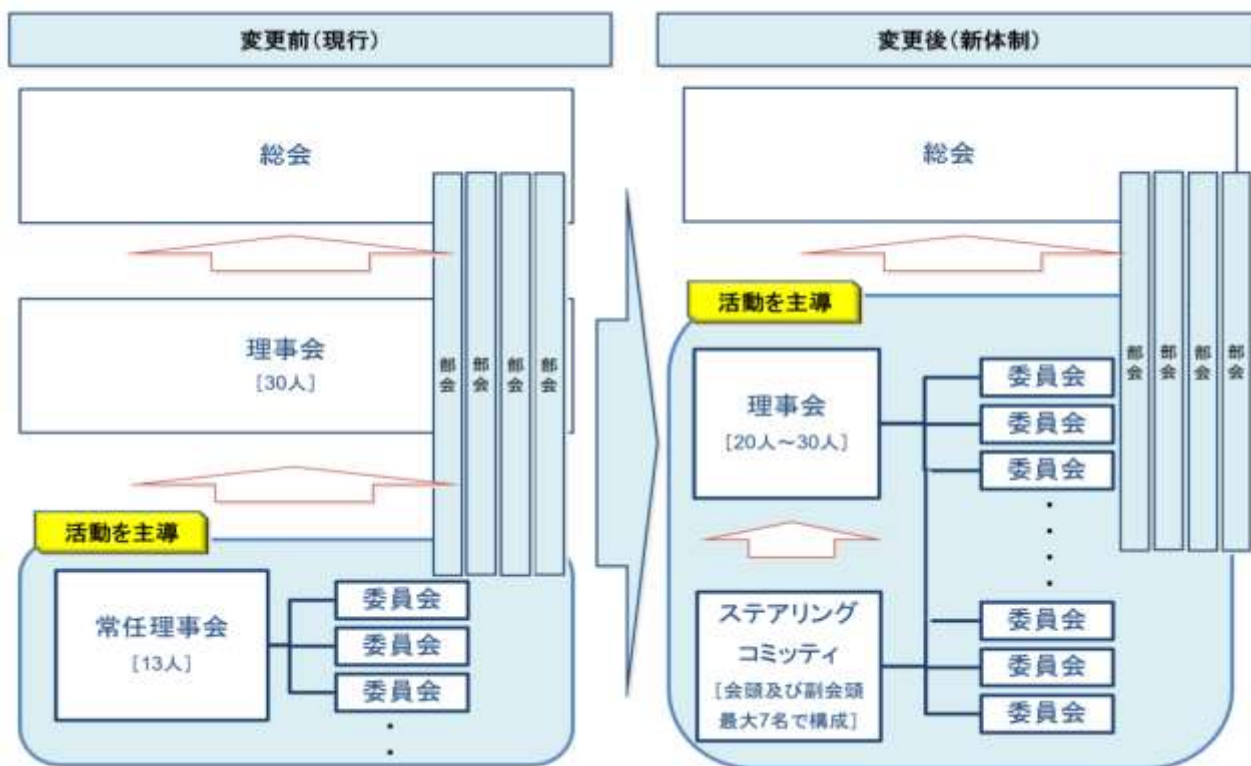 変更前（現行）
総会
理事会
[30人]
部会
部会
部会
部会
活動を主導
常任理事会
[13人]
委員会
委員会
委員会
変更後（新体制）
総会
活動を主導
理事会
[20人～30人]
委員会
委員会
委員会
部会
部会
部会
部会
ステアリング
コミッティ
[会頭及び副会頭
最大7名で構成]
委員会
委員会
委員会